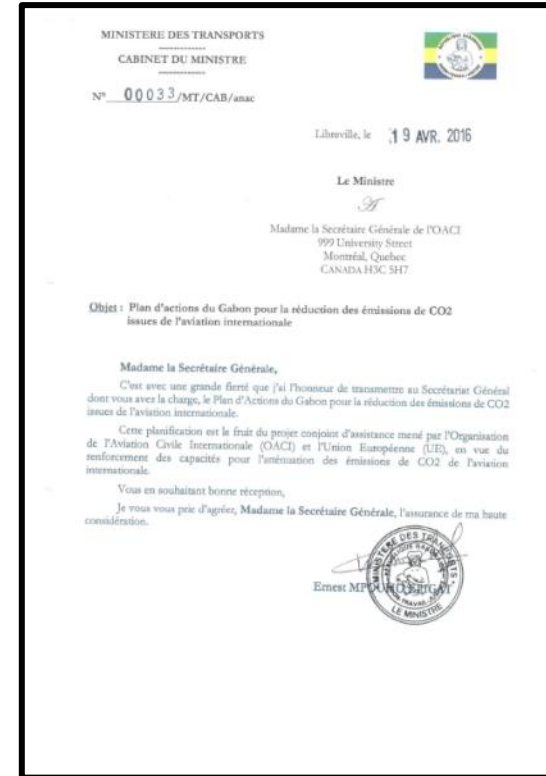 MINISTERE DES TRANSPORTS
CABINET DU MINISTRE
N° 00033/MT/CAB/anac
Libreville, le 19 AVR. 2016
Le Ministre
A
Madame la Secrétaire Générale de l'OACI
999 University Street
Montréal, Quebec
CANADA H3C 5H7
Objet : Plan d'actions du Gabon pour la réduction des émissions de CO2
issues de l'aviation internationale
Madame la Secrétaire Générale,
C'est avec une grande fierté que j'ai l'honneur de transmettre au Secrétariat Général
dont vous avez la charge, le Plan d'Actions du Gabon pour la réduction des émissions de CO2
issues de l'aviation internationale.
Cette planification est le fruit du projet conjoint d'assistance mené par l'Organisation
de l'Aviation Civile Internationale (OACI) et l'Union Européenne (UE), en vue du
renforcement des capacités pour l'atténuation des émissions de CO2 de l'aviation
internationale.
Vous en souhaitant bonne réception,
Je vous vous prie d'agréer, Madame la Secrétaire Générale, l'assurance de ma haute
considération.
MINISTERE DES TRANSPORTS
LE MINISTRE
Ernest